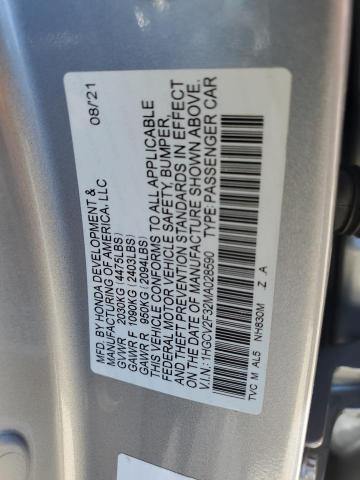 MFD. BY HONDA DEVELOPMENT & 08/21
MANUFACTURING OF AMERICA, LLC
GVWR 2030KG (4475LBS)
GAWR F 1090KG (2403LBS)
GAWR R 950KG (2094LBS)
THIS VEHICLE CONFORMS TO ALL APPLICABLE
FEDERAL MOTOR VEHICLE SAFETY, BUMPER,
AND THEFT PREVENTION STANDARDS IN EFFECT
ON THE DATE OF MANUFACTURE SHOWN ABOVE.
V.I.N.: 1HGCV2F32MA028590 TYPE:PASSENGER CAR
TVC M AL5 NH830M Z A